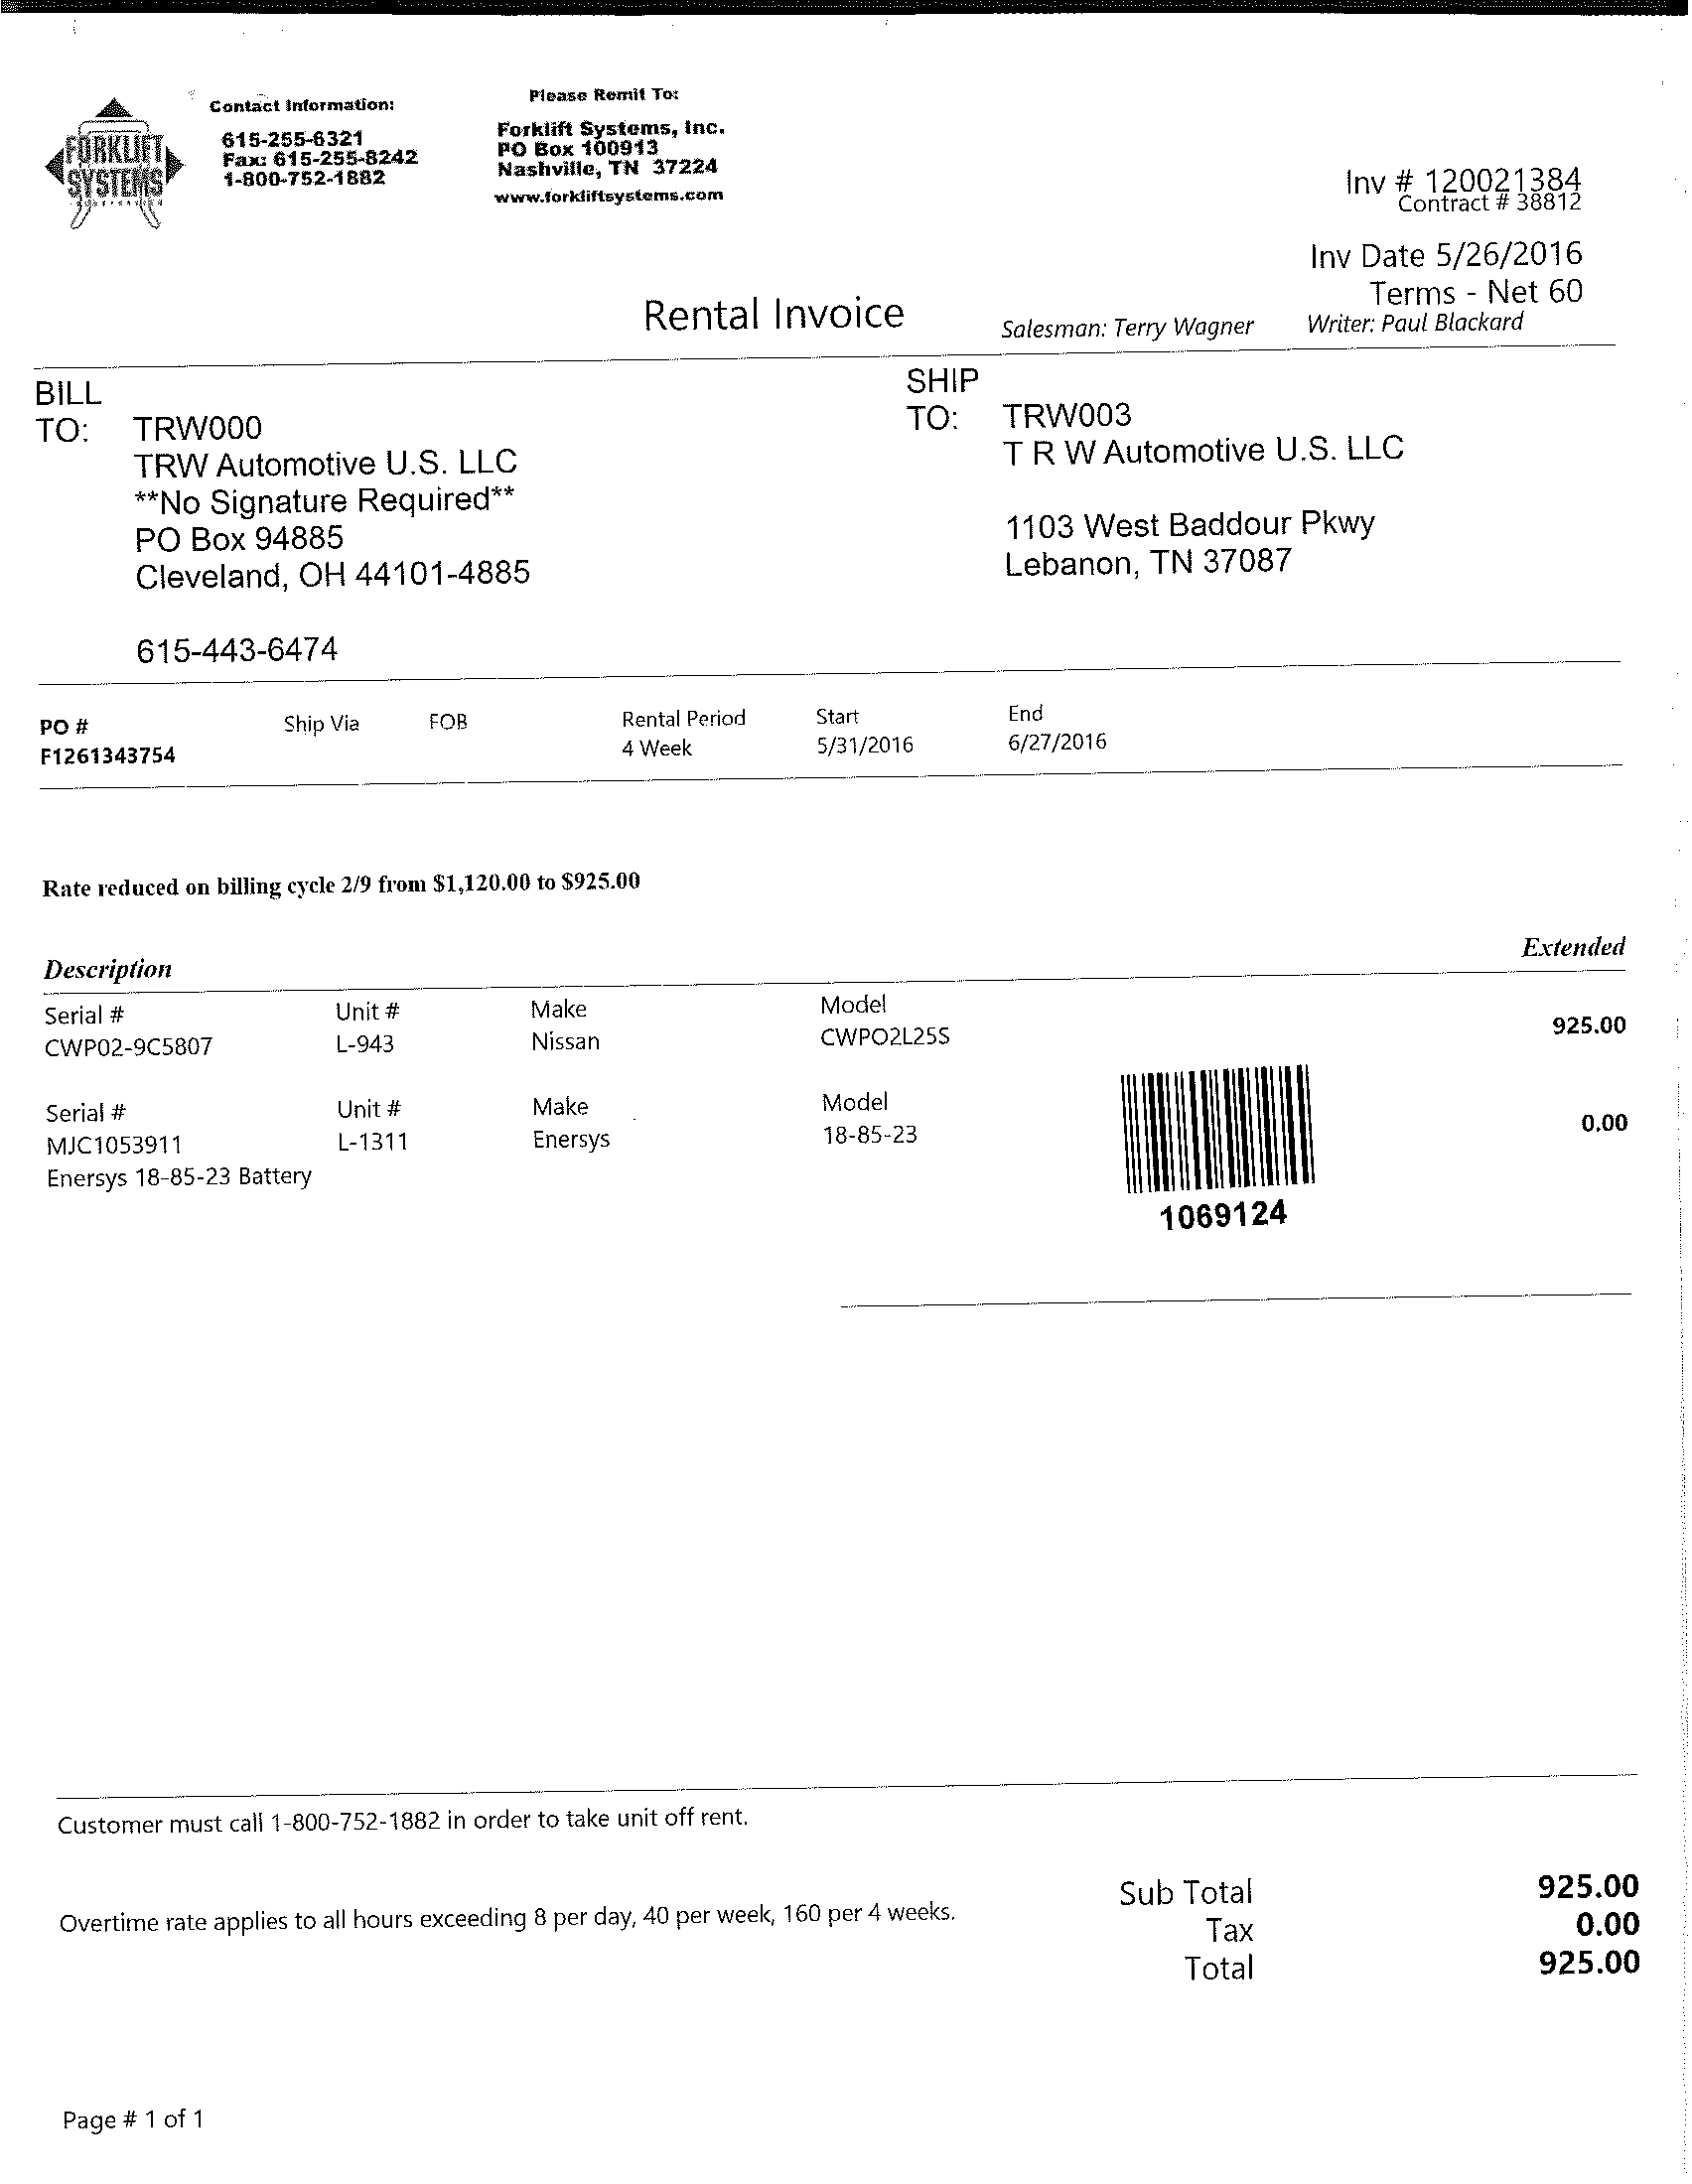 FORKLIFT
SYSTEMS
Contact Information:
615-255-6321
Fax: 615-255-8242
1-800-752-1882
Please Remit To:
Forklift Systems, Inc.
PO Box 100913
Nashville, TN 37224
www.forkliftsystems.com
Inv # 120021384
Contract # 38812
Inv Date 5/26/2016
Terms - Net 60
Rental Invoice
Salesman: Terry Wagner
Writer: Paul Blackard
BILL
TO:
TRW000
TRW Automotive U.S. LLC
**No Signature Required**
PO Box 94885
Cleveland, OH 44101-4885
615-443-6474
SHIP
TO:
TRW003
T R W Automotive U.S. LLC
1103 West Baddour Pkwy
Lebanon, TN 37087
PO # Ship Via FOB Rental Period Start End
F1261343754 4 Week 5/31/2016 6/27/2016
Rate reduced on billing cycle 2/9 from $1,120.00 to $925.00
Description Extended
Serial # Unit # Make Model
CWP02-9C5807 L-943 Nissan CWPO2L25S 925.00
Serial # Unit # Make Model
MJC1053911 L-1311 Enersys 18-85-23 0.00
Enersys 18-85-23 Battery
1069124
Customer must call 1-800-752-1882 in order to take unit off rent.
Overtime rate applies to all hours exceeding 8 per day, 40 per week, 160 per 4 weeks.
Sub Total 925.00
Tax 0.00
Total 925.00
Page # 1 of 1